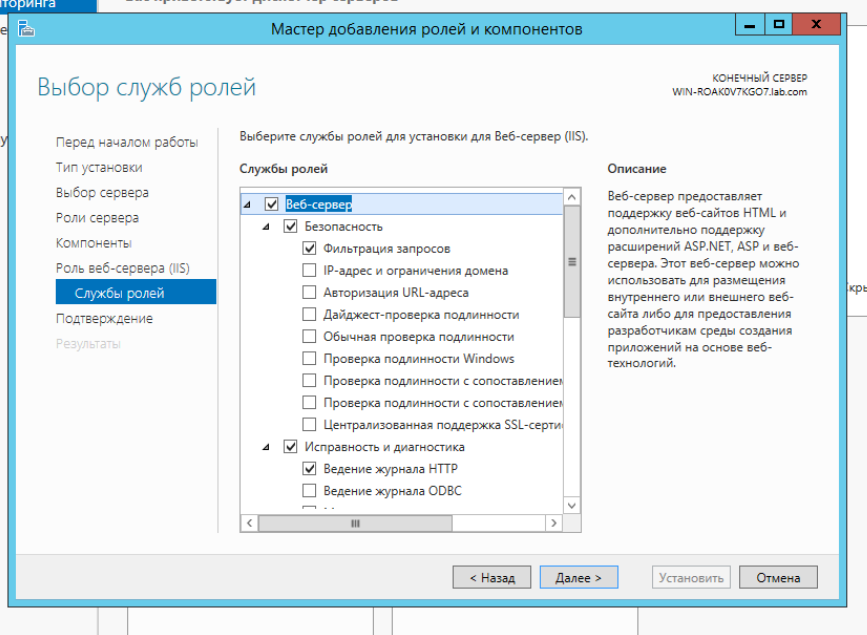 Мастер добавления ролей и компонентов
Выбор служб ролей
КОНЕЧНЫЙ СЕРВЕР
WIN-ROAK0V7KGO7.lab.com
Перед началом работы
Тип установки
Выбор сервера
Роли сервера
Компоненты
Роль веб-сервера (IIS)
Службы ролей
Подтверждение
Результаты
Выберите службы ролей для установки для Веб-сервер (IIS).
Службы ролей
Веб-сервер
Безопасность
Фильтрация запросов
IP-адрес и ограничения домена
Авторизация URL-адреса
Дайджест-проверка подлинности
Обычная проверка подлинности
Проверка подлинности Windows
Проверка подлинности с сопоставлением
Проверка подлинности с сопоставлением
Централизованная поддержка SSL-серти
Исправность и диагностика
Ведение журнала HTTP
Ведение журнала ODBC
Описание
Веб-сервер предоставляет
поддержку веб-сайтов HTML и
дополнительно поддержку
расширений ASP.NET, ASP и веб-
сервера. Этот веб-сервер можно
использовать для размещения
внутреннего или внешнего веб-
сайта либо для предоставления
разработчикам среды создания
приложений на основе веб-
технологий.
< Назад
Далее >
Установить
Отмена